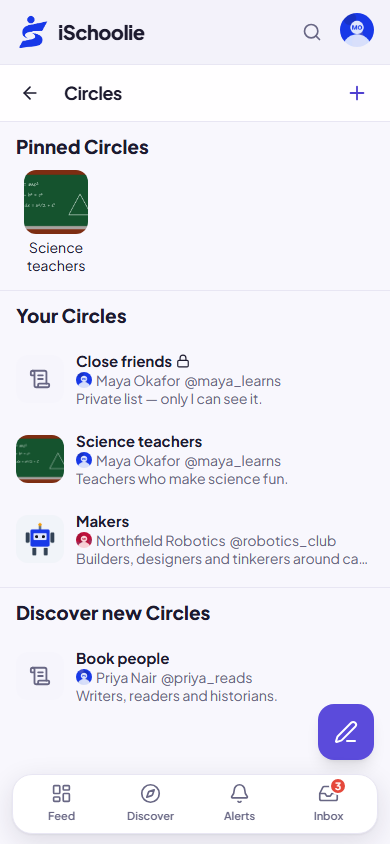 iSchoolie
MO
Circles
Pinned Circles
Science
teachers
Your Circles
Close friends
Maya Okafor @maya_learns
Private list — only I can see it.
Science teachers
Maya Okafor @maya_learns
Teachers who make science fun.
Makers
Northfield Robotics @robotics_club
Builders, designers and tinkerers around ca…
Discover new Circles
Book people
Priya Nair @priya_reads
Writers, readers and historians.
3
Feed
Discover
Alerts
Inbox